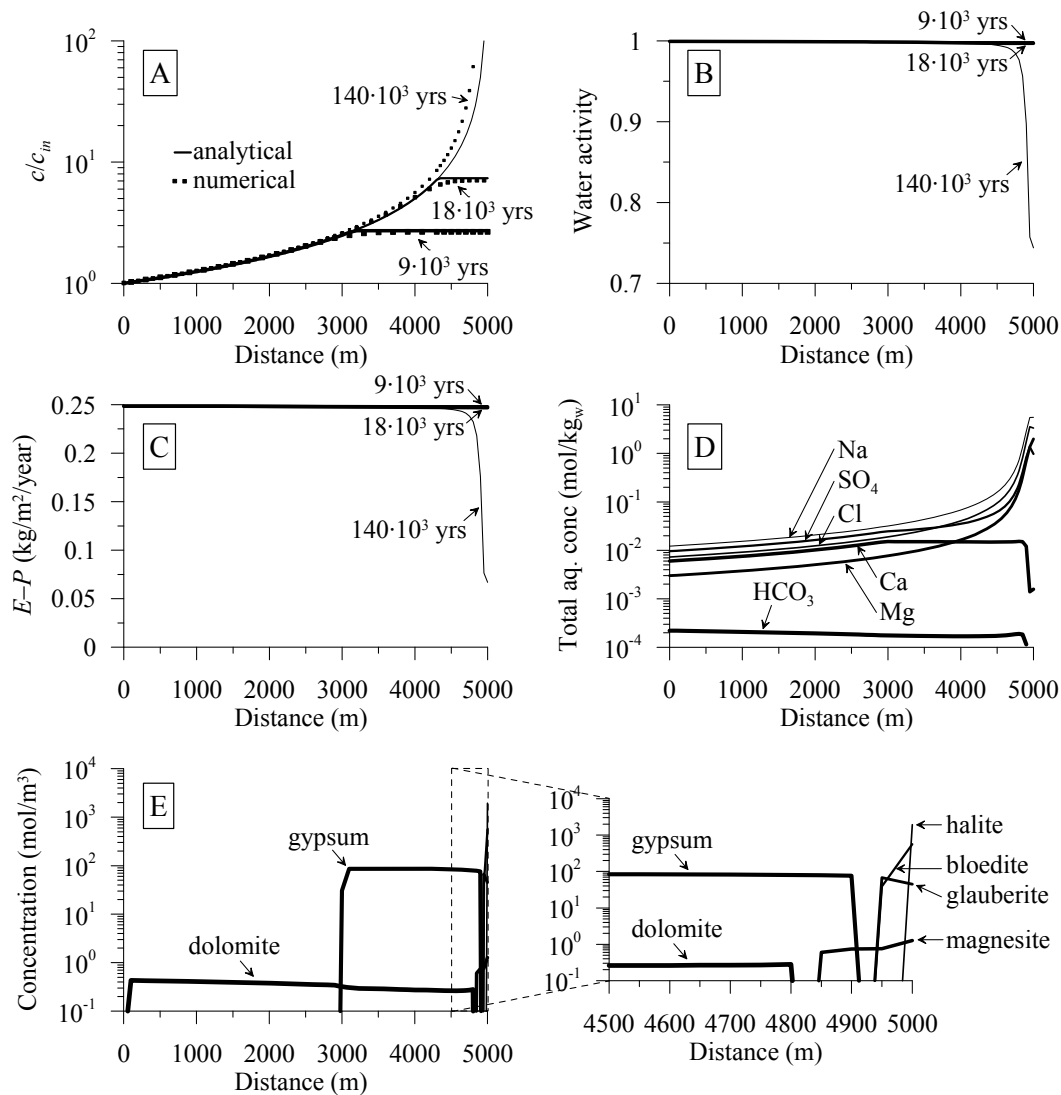 A
c/c_in
10²
10¹
10⁰
140·10³ yrs
analytical
numerical
18·10³ yrs
9·10³ yrs
0 1000 2000 3000 4000 5000
Distance (m)
B
Water activity
1
0.9
0.8
0.7
9·10³ yrs
18·10³ yrs
140·10³ yrs
0 1000 2000 3000 4000 5000
Distance (m)
C
E–P (kg/m²/year)
0.25
0.2
0.15
0.1
0.05
0
9·10³ yrs
18·10³ yrs
140·10³ yrs
0 1000 2000 3000 4000 5000
Distance (m)
D
Total aq. conc (mol/kg_w)
10¹
10⁰
10⁻¹
10⁻²
10⁻³
10⁻⁴
Na
SO₄
Cl
Ca
Mg
HCO₃
0 1000 2000 3000 4000 5000
Distance (m)
E
Concentration (mol/m³)
10⁴
10³
10²
10¹
10⁰
10⁻¹
gypsum
dolomite
0 1000 2000 3000 4000 5000
Distance (m)
10⁴
10³
10²
10¹
10⁰
10⁻¹
gypsum
dolomite
halite
bloedite
glauberite
magnesite
4500 4600 4700 4800 4900 5000
Distance (m)